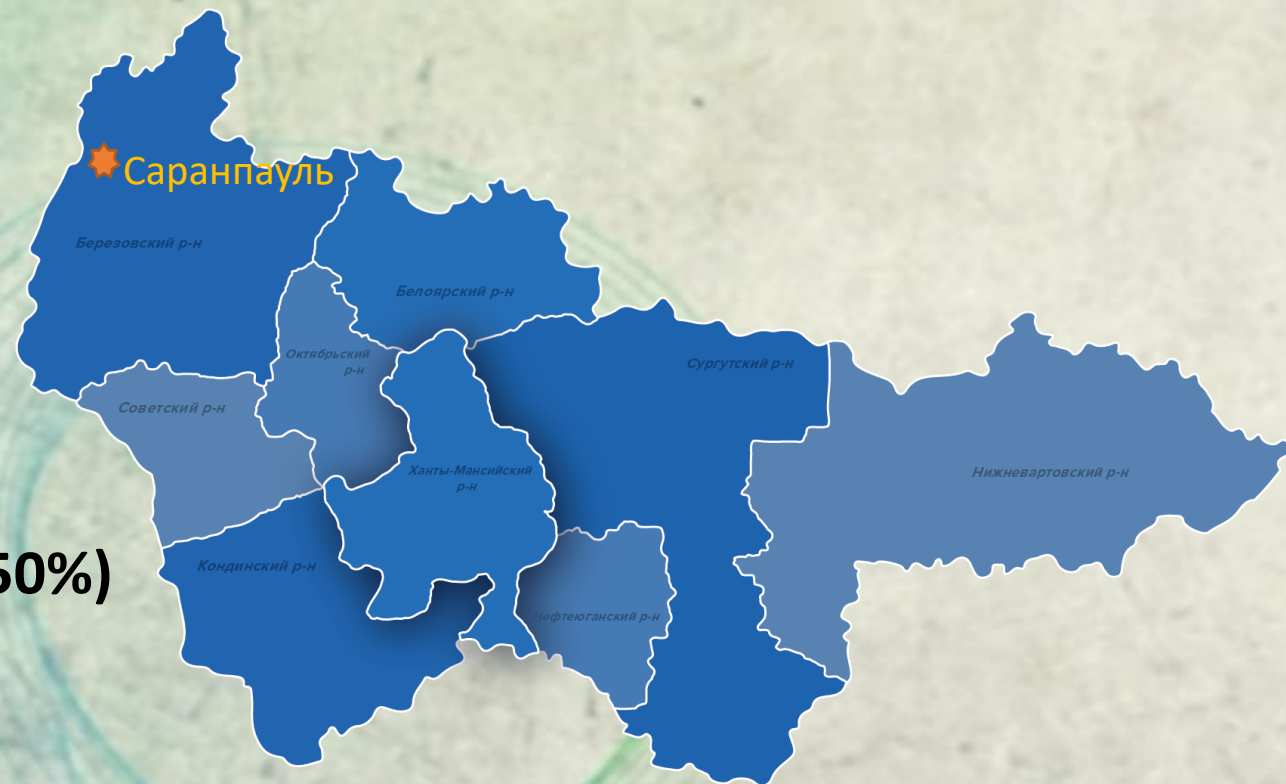 Саранпауль
Березовский р-н
Белоярский р-н
Октябрьский
р-н
Сургутский р-н
Советский р-н
Ханты-Мансийский
р-н
Нижневартовский р-н
Кондинский р-н
50%)
Нефтеюганский р-н